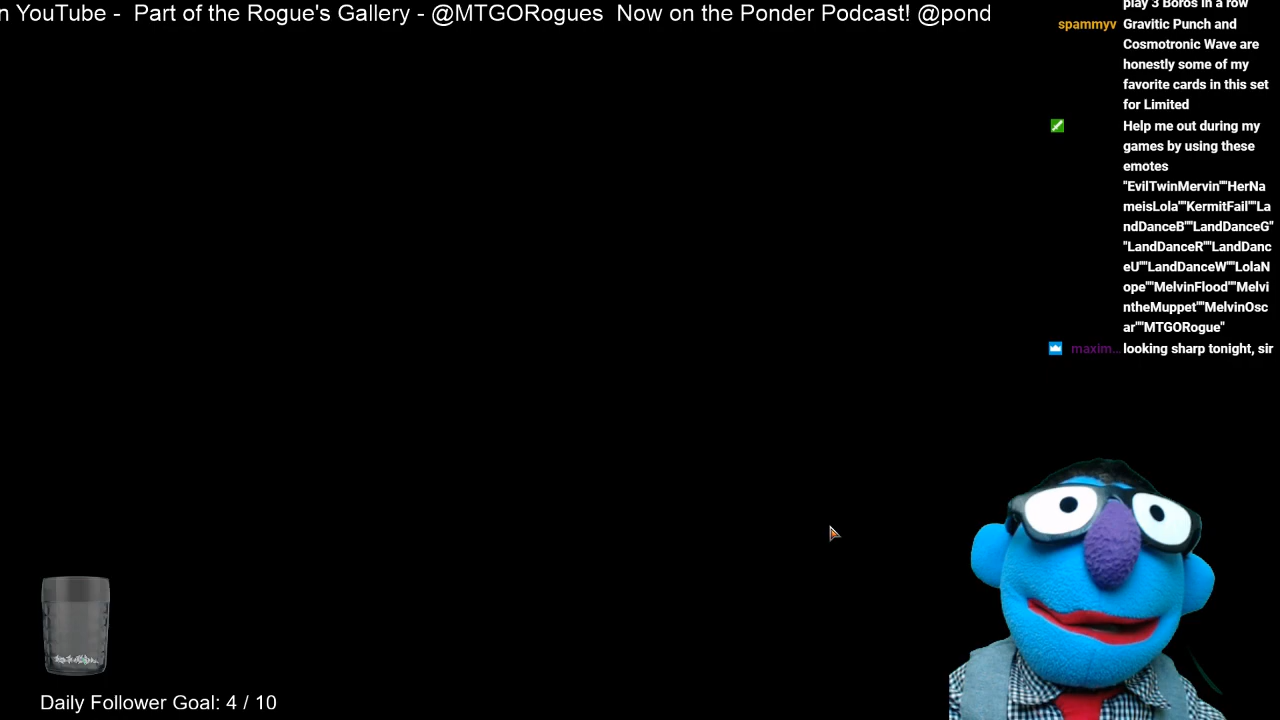 n YouTube -  Part of the Rogue's Gallery - @MTGORogues  Now on the Ponder Podcast! @pond
play 3 Boros in a row
spammyv Gravitic Punch and
Cosmotronic Wave are
honestly some of my
favorite cards in this set
for Limited
Help me out during my
games by using these
emotes
"EvilTwinMervin""HerNa
meisLola""KermitFail""La
ndDanceB""LandDanceG"
"LandDanceR""LandDanc
eU""LandDanceW""LolaN
ope""MelvinFlood""Melvi
ntheMuppet""MelvinOsc
ar""MTGORogue"
maxim... looking sharp tonight, sir
Daily Follower Goal: 4 / 10